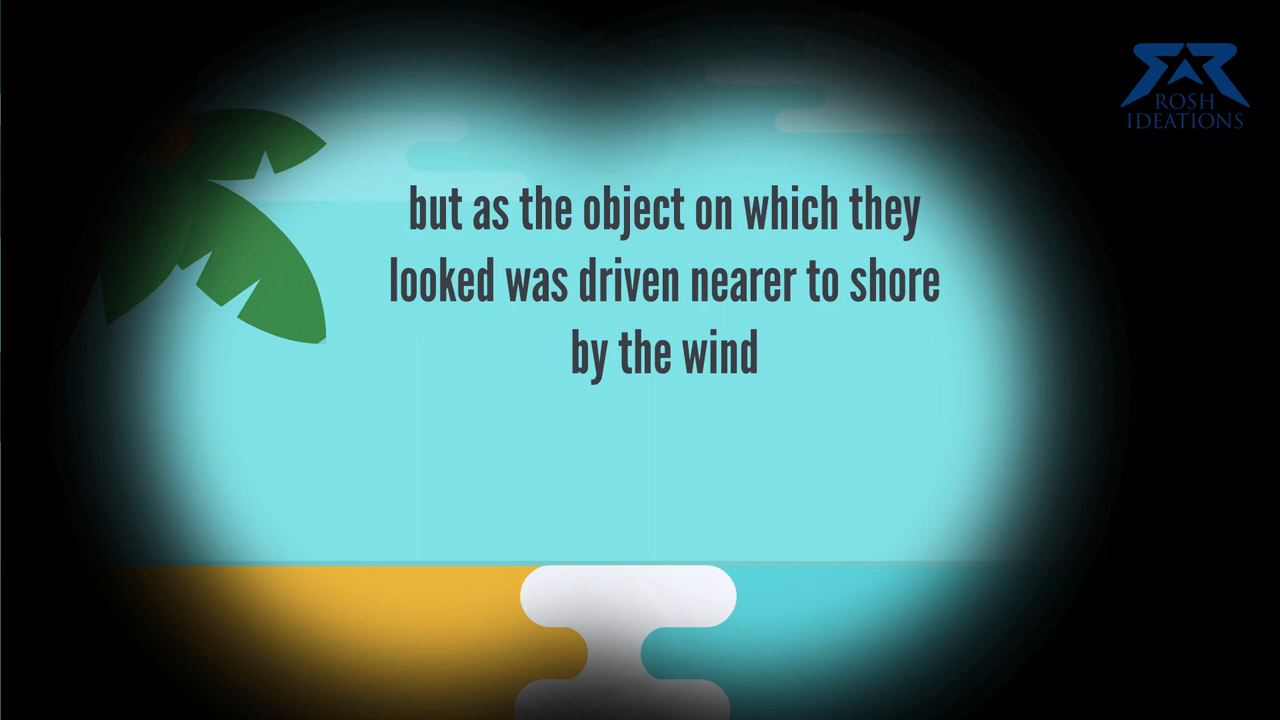 ROSH
IDEATIONS
but as the object on which they
looked was driven nearer to shore
by the wind